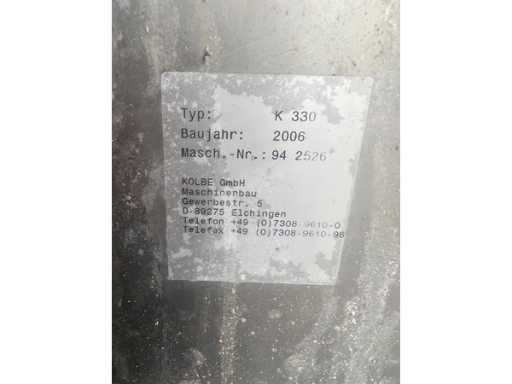 Typ: K 330
Baujahr: 2006
Masch.-Nr.: 94 2526
KOLBE GmbH
Maschinenbau
Gewerbestr. 5
D-89275 Elchingen
Telefon +49 (0)7308-9610-0
Telefax +49 (0)7308-9610-98